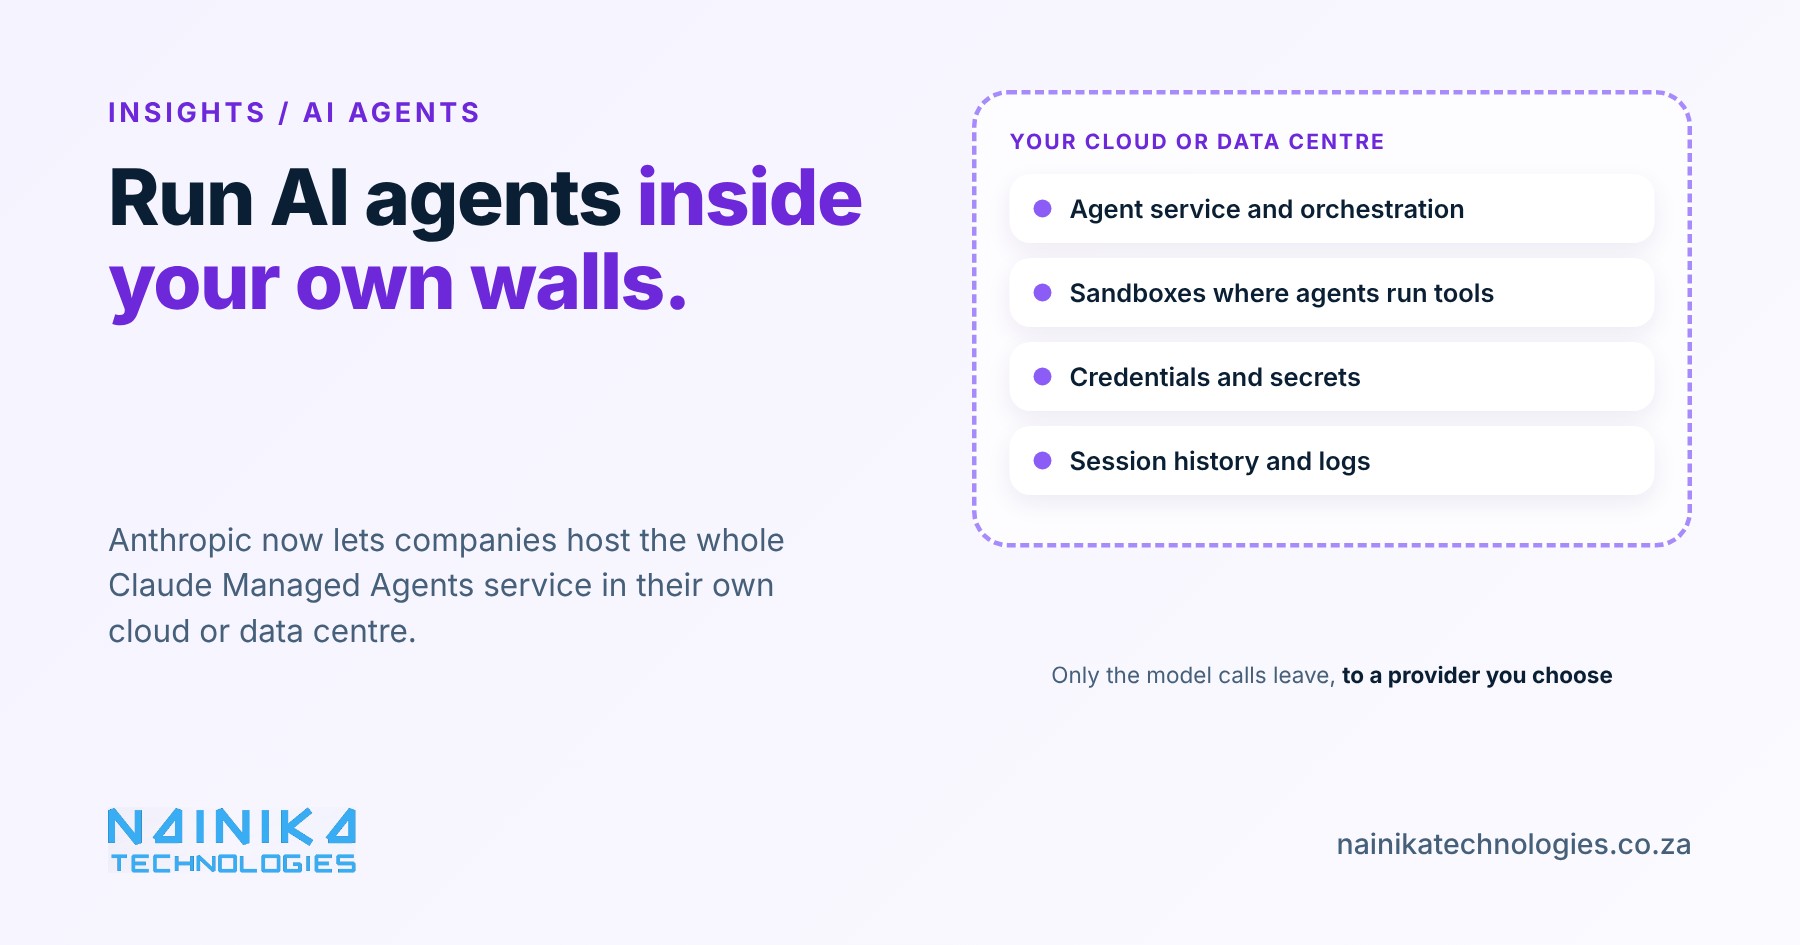 INSIGHTS / AI AGENTS
Run AI agents inside
your own walls.
Anthropic now lets companies host the whole
Claude Managed Agents service in their own
cloud or data centre.
YOUR CLOUD OR DATA CENTRE
Agent service and orchestration
Sandboxes where agents run tools
Credentials and secrets
Session history and logs
Only the model calls leave, to a provider you choose
NAINIKA
TECHNOLOGIES
nainikatechnologies.co.za